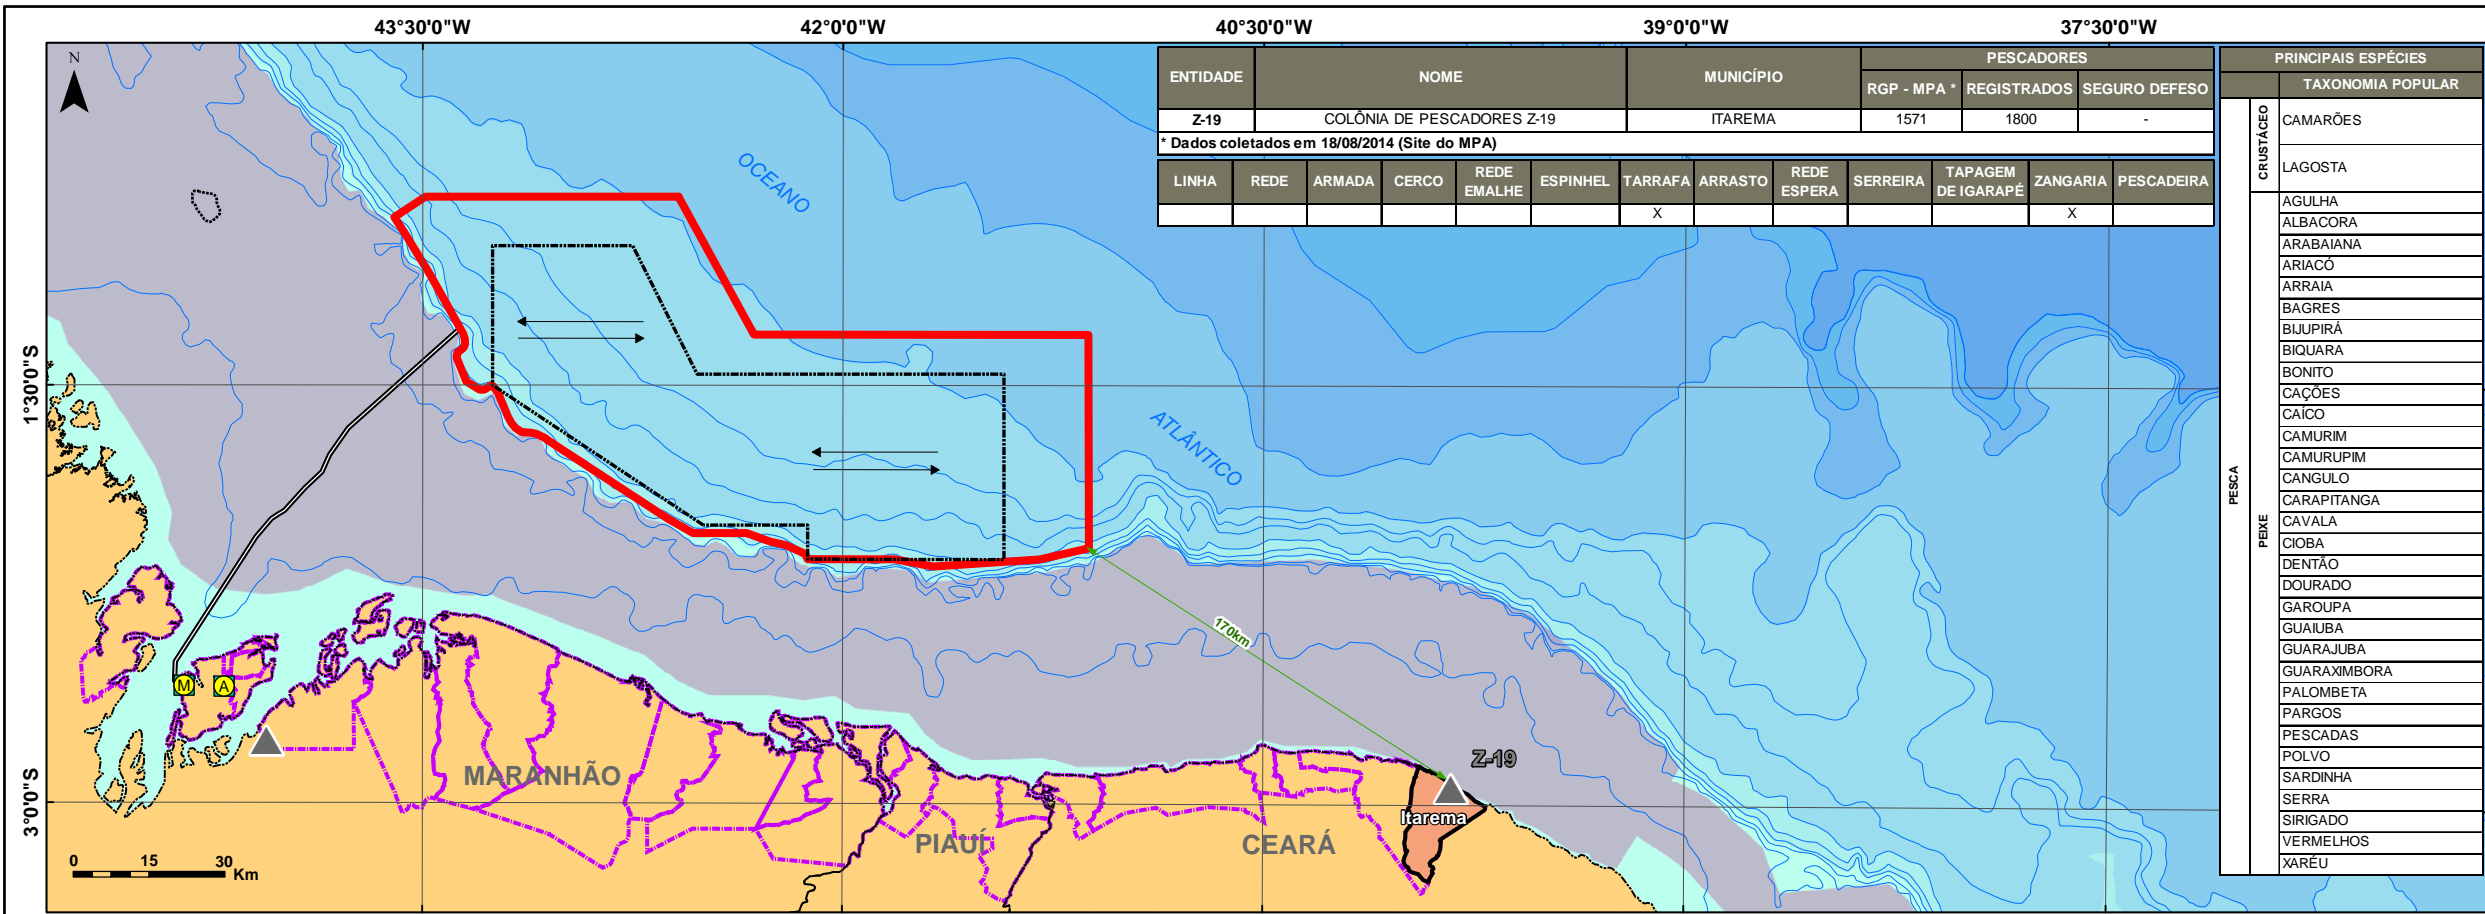 43°30'0"W 42°0'0"W 40°30'0"W 39°0'0"W 37°30'0"W
N
ENTIDADE NOME MUNICÍPIO PESCADORES
RGP - MPA * REGISTRADOS SEGURO DEFESO
Z-19 COLÔNIA DE PESCADORES Z-19 ITAREMA 1571 1800 -
* Dados coletados em 18/08/2014 (Site do MPA)
LINHA REDE ARMADA CERCO REDE EMALHE ESPINHEL TARRAFA ARRASTO REDE ESPERA SERREIRA TAPAGEM DE IGARAPÉ ZANGARIA PESCADEIRA
X X
PRINCIPAIS ESPÉCIES
TAXONOMIA POPULAR
PESCA
CRUSTÁCEO
CAMARÕES
LAGOSTA
PEIXE
AGULHA
ALBACORA
ARABAIANA
ARIACÓ
ARRAIA
BAGRES
BIJUPIRÁ
BIQUARA
BONITO
CAÇÕES
CAÍCO
CAMURIM
CAMURUPIM
CANGULO
CARAPITANGA
CAVALA
CIOBA
DENTÃO
DOURADO
GAROUPA
GUAIUBA
GUARAJUBA
GUARAXIMBORA
PALOMBETA
PARGOS
PESCADAS
POLVO
SARDINHA
SERRA
SIRIGADO
VERMELHOS
XARÉU
OCEANO
ATLÂNTICO
1°30'0"S
3°0'0"S
170km
M A
Z-19
Itarema
MARANHÃO
PIAUÍ
CEARÁ
0 15 30
Km